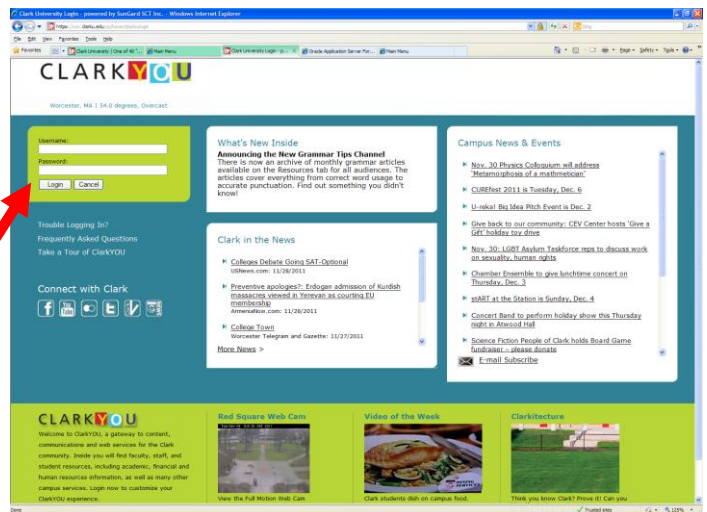 Clark University Login - powered by SunGard SCT Inc. - Windows Internet Explorer
File Edit View Favorites Tools Help
Favorites
Clark University ( One of 40 "...
Main Menu
Clark University Login - p...
Oracle Application Server For...
Main Menu
Page
Safety
Tools
CLARKYOU
Worcester, MA | 54.0 degrees, Overcast
Username:
Password:
Login Cancel
Trouble Logging In?
Frequently Asked Questions
Take a Tour of ClarkYOU
Connect with Clark
What's New Inside
Announcing the New Grammar Tips Channel
There is now an archive of monthly grammar articles
available on the Resources tab for all audiences. The
articles cover everything from correct word usage to
accurate punctuation. Find out something you didn't
know!
Clark in the News
Colleges Debate Going SAT-Optional
USNews.com: 11/28/2011
Preventive apologies?: Erdogan admission of Kurdish
massacres viewed in Yerevan as courting EU
membership
ArmeniaNow.com: 11/28/2011
College Town
Worcester Telegram and Gazette: 11/27/2011
More News >
Campus News & Events
Nov. 30 Physics Colloquium will address
'Metamorphosis of a mathmetician'
CUREfest 2011 is Tuesday, Dec. 6
U-reka! Big Idea Pitch Event is Dec. 2
Give back to our community: CEV Center hosts 'Give a
Gift' holiday toy drive
Nov. 30: LGBT Asylum Taskforce reps to discuss work
on sexuality, human rights
Chamber Ensemble to give lunchtime concert on
Thursday, Dec. 3
stART at the Station is Sunday, Dec. 4
Concert Band to perform holiday show this Thursday
night in Atwood Hall
Science Fiction People of Clark holds Board Game
fundraiser – please donate
E-mail Subscribe
CLARKYOU
Welcome to ClarkYOU, a gateway to content,
communications and web services for the Clark
community. Inside you will find faculty, staff, and
student resources, including academic, financial and
human resources information, as well as many other
campus services. Login now to customize your
ClarkYOU experience.
Red Square Web Cam
View the Full Motion Web Cam
Video of the Week
Clark students dish on campus food.
Clarkitecture
Think you know Clark? Prove it! Can you
Done
Trusted sites
125%